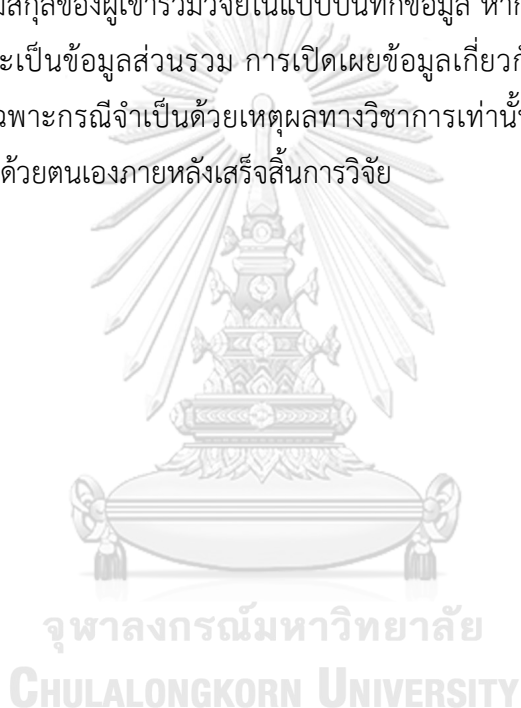 มสกุลของผู้เข้าร่วมวิจัยในแบบบันทึกข้อมูล หาก
ะเป็นข้อมูลส่วนรวม การเปิดเผยข้อมูลเกี่ยวกั
ฉพาะกรณีจำเป็นด้วยเหตุผลทางวิชาการเท่านั้น
ด้วยตนเองภายหลังเสร็จสิ้นการวิจัย
จุฬาลงกรณ์มหาวิทยาลัย
CHULALONGKORN UNIVERSITY